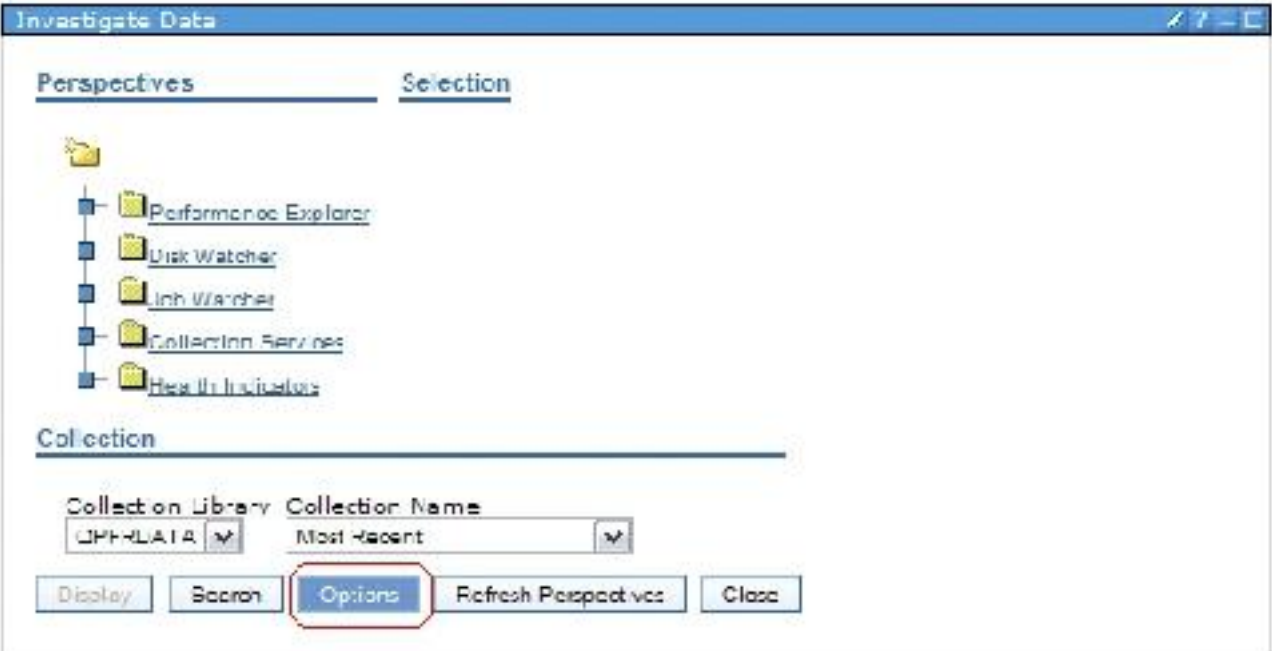 Investigate Data
Perspectives
Selection
Performance Explorer
Disk Watcher
Job Watcher
Collection Services
Health Indicators
Collection
Collection Library Collection Name
QPFRDATA Most Recent
Display Search Options Refresh Perspectives Close